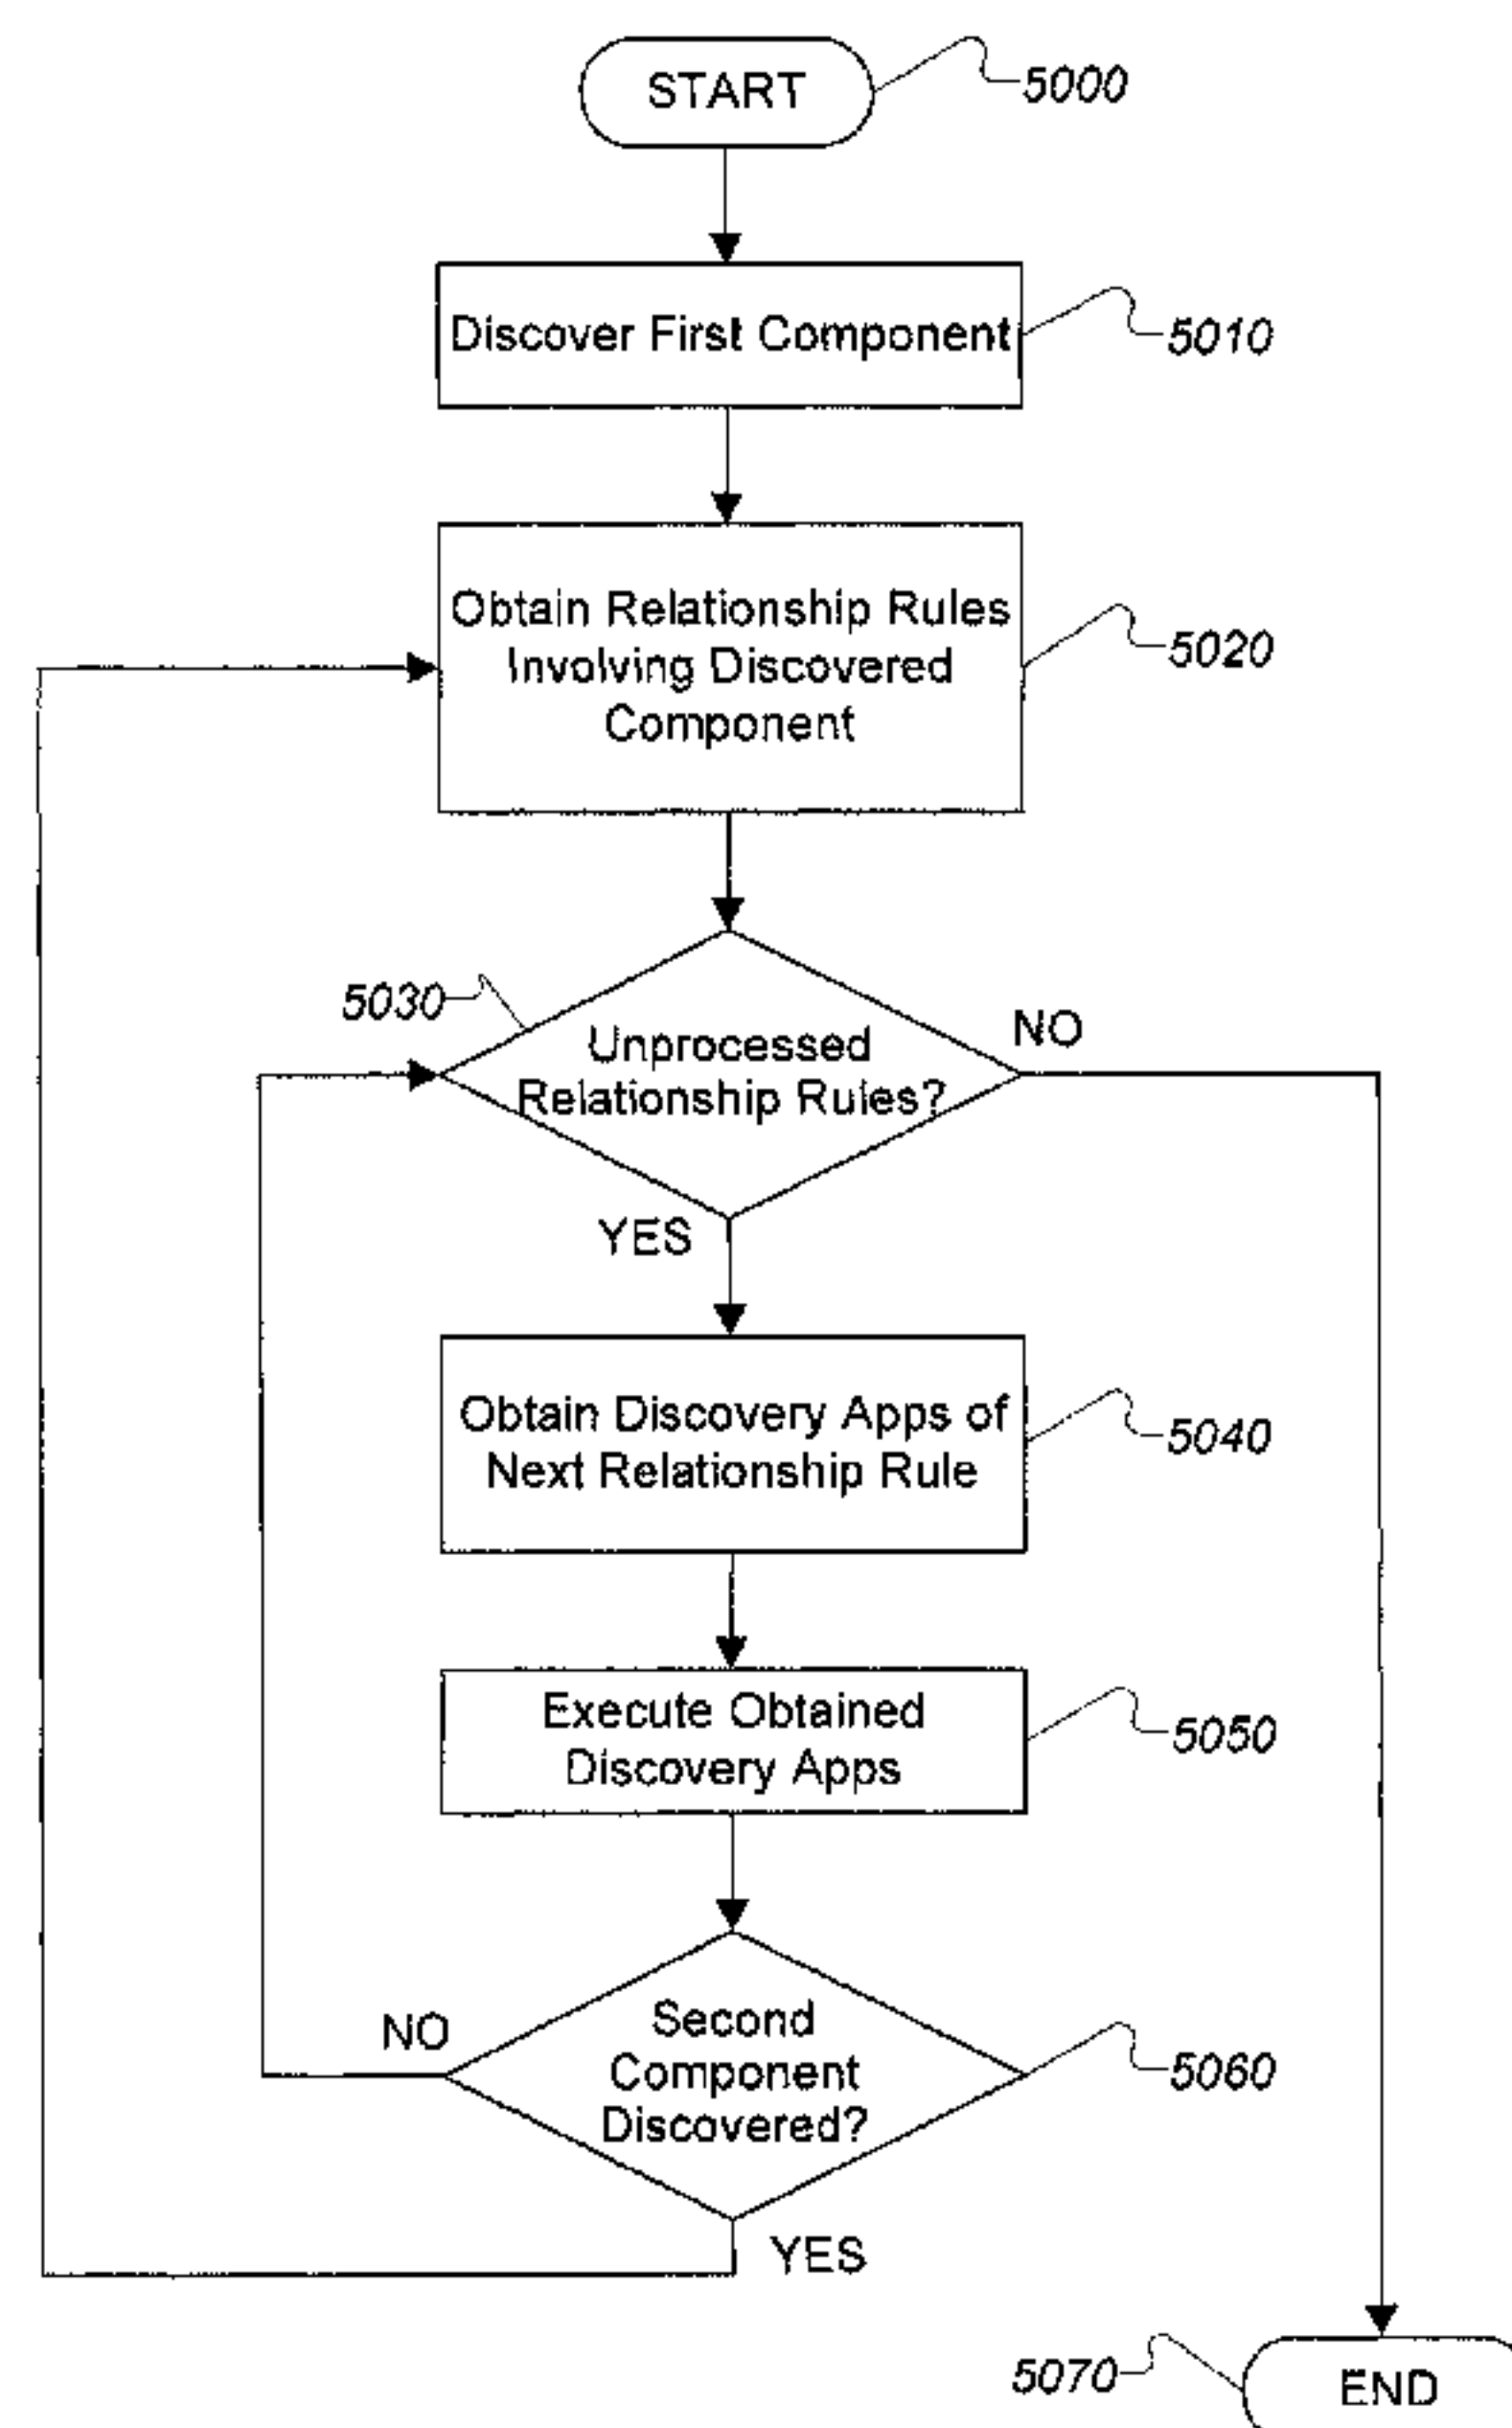 START
5000
Discover First Component
5010
Obtain Relationship Rules
Involving Discovered
Component
5020
5030
Unprocessed
Relationship Rules?
NO
YES
Obtain Discovery Apps of
Next Relationship Rule
5040
Execute Obtained
Discovery Apps
5050
NO
Second
Component
Discovered?
5060
YES
5070
END